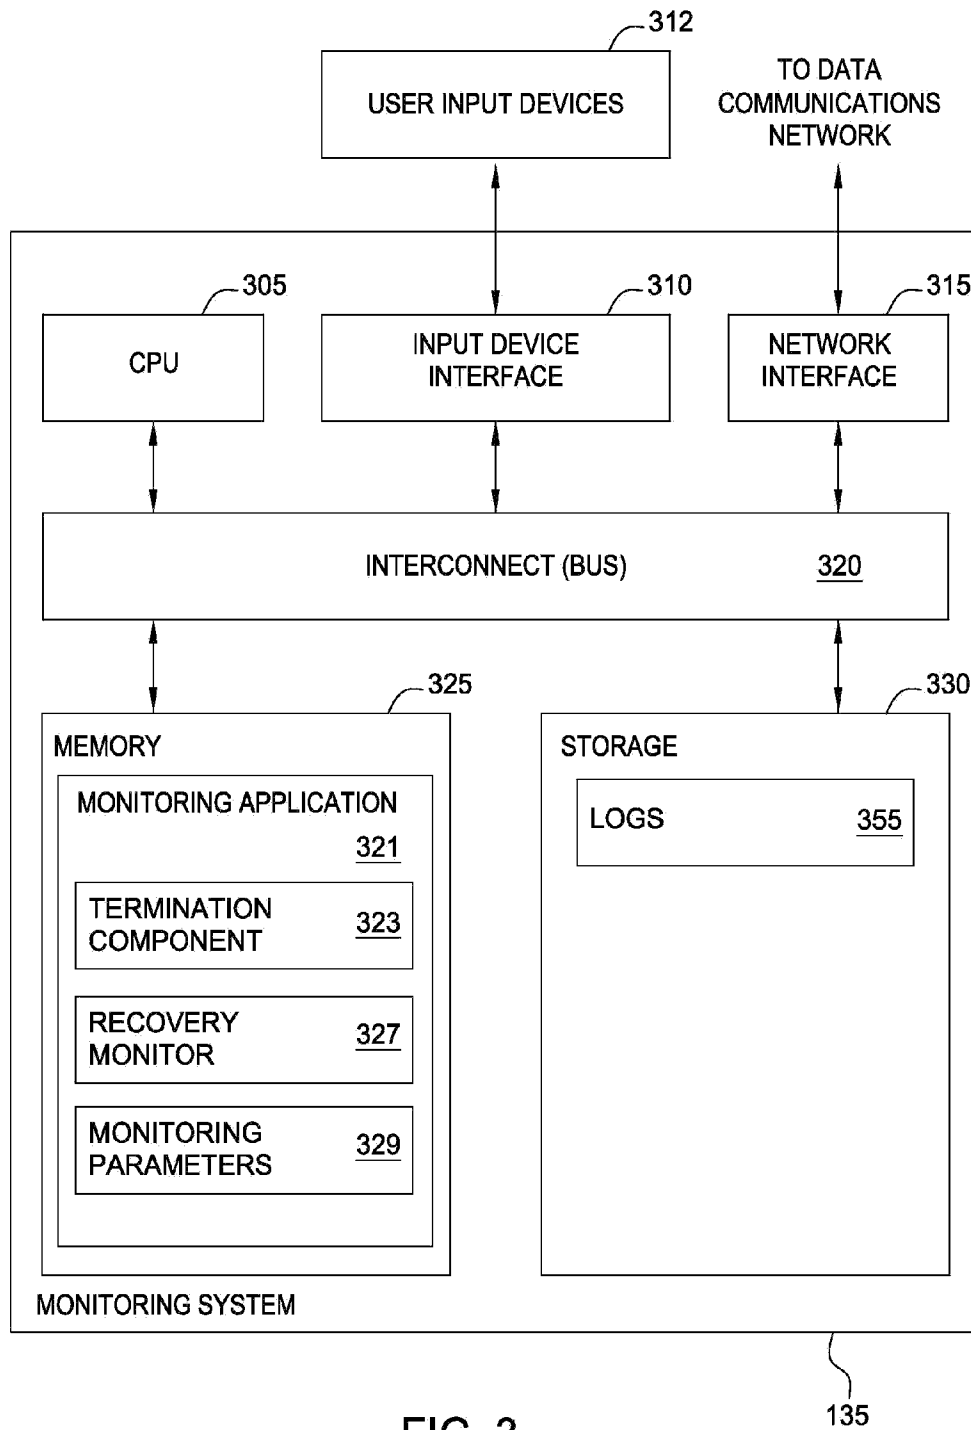 312
USER INPUT DEVICES
TO DATA
COMMUNICATIONS
NETWORK
305
310
315
CPU
INPUT DEVICE
INTERFACE
NETWORK
INTERFACE
INTERCONNECT (BUS)
320
325
330
MEMORY
MONITORING APPLICATION
321
TERMINATION
COMPONENT
323
RECOVERY
MONITOR
327
MONITORING
PARAMETERS
329
STORAGE
LOGS
355
MONITORING SYSTEM
135
FIG. 3